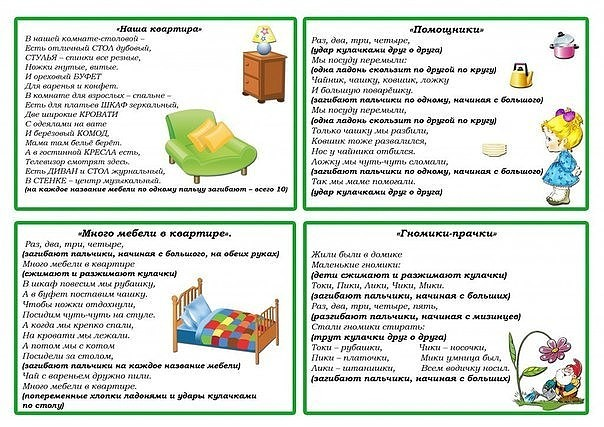 «Наша квартира»
В нашей комнате-столовой –
Есть отличный СТОЛ дубовый,
СТУЛЬЯ – спинки все резные,
Ножки гнутые, витые.
И ореховый БУФЕТ
Для варенья и конфет.
В комнате для взрослых – спальне –
Есть для платьев ШКАФ зеркальный,
Две широкие КРОВАТИ
С одеялами на вате
И берёзовый КОМОД,
Мама там бельё берёт.
А в гостинной КРЕСЛА есть,
Телевизор смотрят здесь.
Есть ДИВАН и СТОЛ журнальный,
В СТЕНКЕ – центр музыкальный.
(на каждое название мебели по одному пальцу загибают – всего 10)
«Помощники»
Раз, два, три, четыре,
(удар кулачками друг о друга)
Мы посуду перемыли:
(одна ладонь скользит по другой по кругу)
Чайник, чашку, ковшик, ложку
И большую поварёшку.
(загибают пальчики по одному, начиная с большого)
Мы посуду перемыли,
(одна ладонь скользит по другой по кругу)
Только чашку мы разбили,
Ковшик тоже развалился,
Нос у чайника отбился.
Ложку мы чуть-чуть сломали,
(загибают пальчики по одному, начиная с большого)
Так мы маме помогали.
(удар кулачками друг о друга)
«Много мебели в квартире».
Раз, два, три, четыре,
(загибают пальчики, начиная с большого, на обеих руках)
Много мебели в квартире
(сжимают и разжимают кулачки)
В шкаф повесим мы рубашку,
А в буфет поставим чашку.
Чтобы ножки отдохнули,
Посидим чуть-чуть на стуле.
А когда мы крепко спали,
На кровати мы лежали.
А потом мы с котом
Посидели за столом,
(загибают пальчики на каждое название мебели)
Чай с вареньем дружно пили.
Много мебели в квартире.
(попеременные хлопки ладонями и удары кулачками
по столу)
«Гномики-прачки»
Жили были в домике
Маленькие гномики:
(дети сжимают и разжимают кулачки)
Токи, Пики, Лики, Чики, Мики.
(загибают пальчики, начиная с больших)
Раз, два, три, четыре, пять,
(разгибают пальчики, начиная с мизинцев)
Стали гномики стирать:
(трут кулачки друг о друга)
Токи – рубашки, Чики – носочки,
Пики – платочки, Мики умница был,
Лики – штанишки, Всем водичку носил.
(загибают пальчики, начиная с больших)